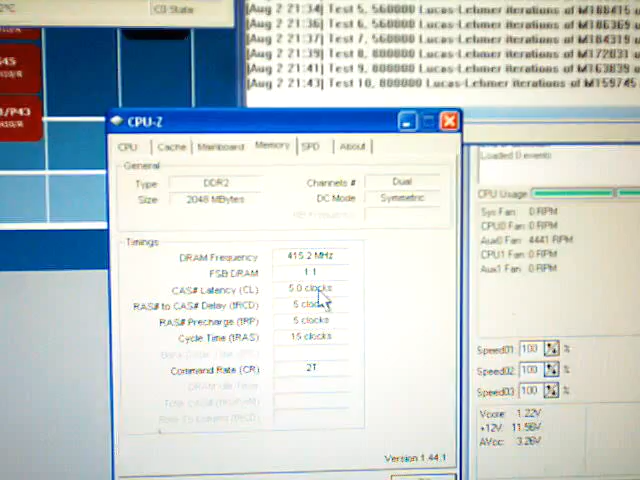 2°C
CD State
[Aug 2 21:34] Test 5, 560000 Lucas-Lehmer iterations of M188415
[Aug 2 21:36] Test 6, 560000 Lucas-Lehmer iterations of M186369
[Aug 2 21:37] Test 7, 560000 Lucas-Lehmer iterations of M184319
[Aug 2 21:39] Test 8, 800000 Lucas-Lehmer iterations of M172031
[Aug 2 21:41] Test 9, 800000 Lucas-Lehmer iterations of M163839
[Aug 2 21:43] Test 10, 800000 Lucas-Lehmer iterations of M159745
/P43
CPU-Z
CPU Cache Mainboard Memory SPD About
General
Type DDR2 Channels # Dual
Size 2048 MBytes DC Mode Symmetric
Timings
DRAM Frequency 415.2 MHz
FSB:DRAM 1:1
CAS# Latency (CL) 5.0 clocks
RAS# to CAS# Delay (tRCD) 5 clocks
RAS# Precharge (tRP) 5 clocks
Cycle Time (tRAS) 15 clocks
Command Rate (CR) 2T
Version 1.44.1
Loaded 0 events
CPU Usage
Sys Fan: 0 RPM
CPU0 Fan: 0 RPM
Aux0 Fan: 4441 RPM
CPU1 Fan: 0 RPM
Aux1 Fan: 0 RPM
Speed01: 100 %
Speed02: 100 %
Speed03: 100 %
Vcore: 1.22V
+12V: 11.56V
AVcc: 3.26V